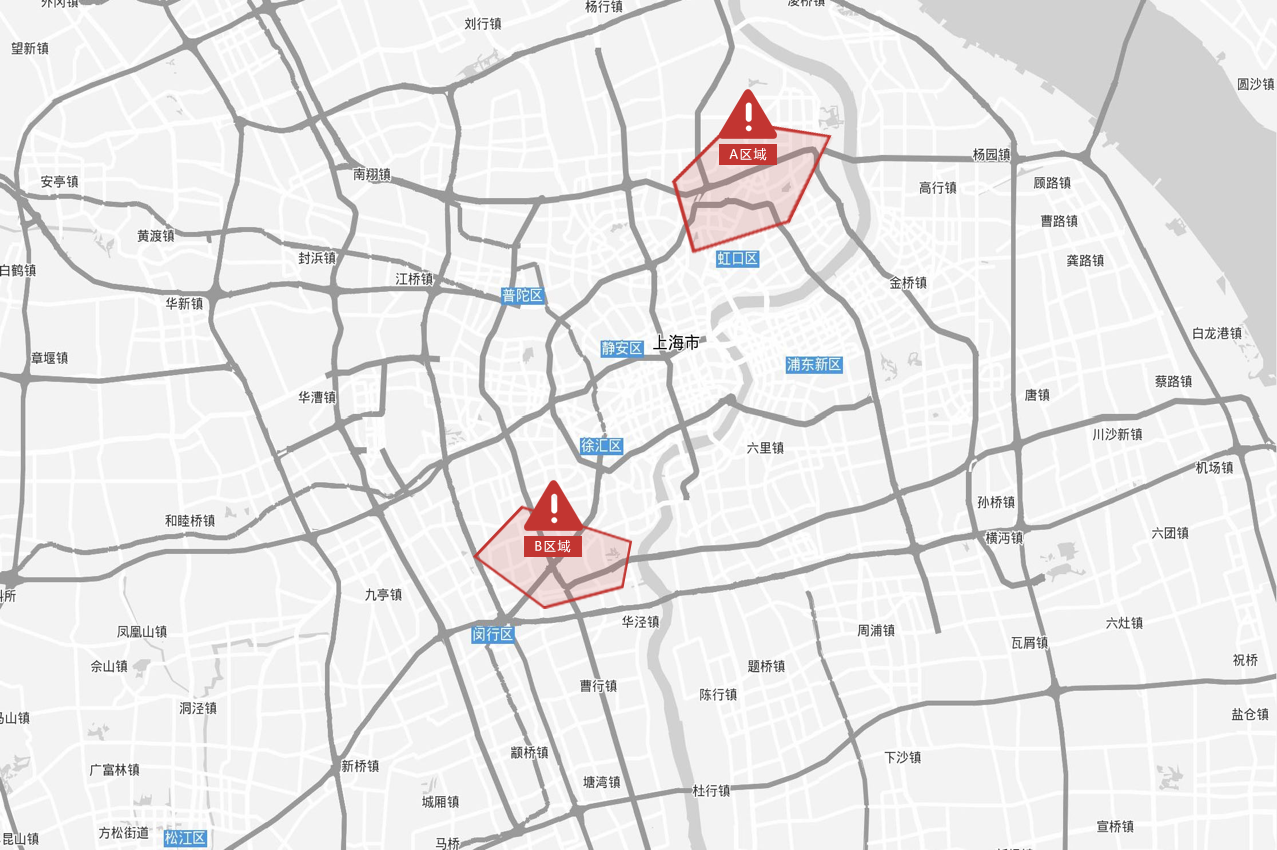 外冈镇
杨行镇
凌桥镇
刘行镇
望新镇
圆沙镇
A区域
杨园镇
南翔镇
安亭镇
顾路镇
高行镇
曹路镇
黄渡镇
封浜镇
虹口区
龚路镇
白鹤镇
江桥镇
金桥镇
普陀区
华新镇
白龙港镇
上海市
静安区
章堰镇
浦东新区
蔡路镇
华漕镇
唐镇
川沙新镇
徐汇区
六里镇
机场镇
孙桥镇
和睦桥镇
六团镇
横沔镇
B区域
九亭镇
华泾镇
六灶镇
凤凰山镇
周浦镇
闵行区
瓦屑镇
祝桥
佘山镇
题桥镇
曹行镇
陈行镇
洞泾镇
盐仓镇
马山镇
颛桥镇
下沙镇
新桥镇
广富林镇
塘湾镇
杜行镇
城厢镇
宣桥镇
方松街道
松江区
昆山镇
马桥